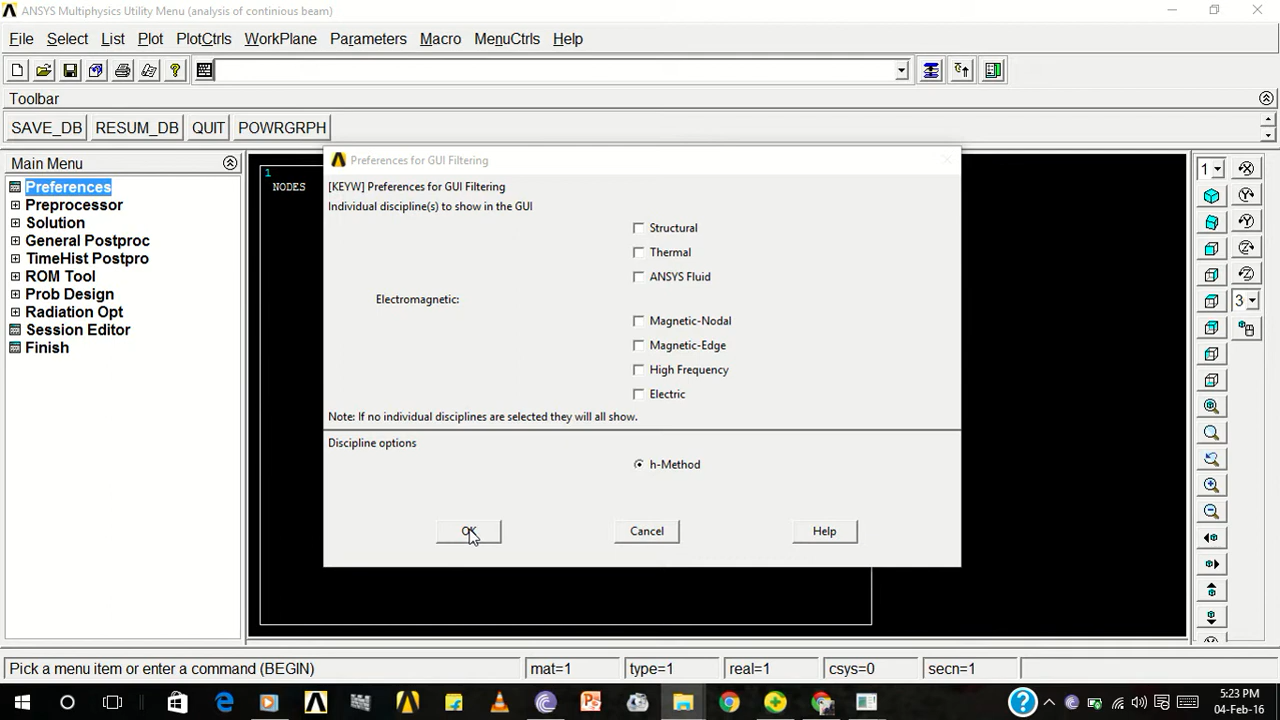 ANSYS Multiphysics Utility Menu (analysis of continious beam)
File Select List Plot PlotCtrls WorkPlane Parameters Macro MenuCtrls Help
Toolbar
SAVE_DB RESUM_DB QUIT POWRGRPH
Main Menu
Preferences
Preprocessor
Solution
General Postproc
TimeHist Postpro
ROM Tool
Prob Design
Radiation Opt
Session Editor
Finish
1
NODES
Preferences for GUI Filtering
[KEYW] Preferences for GUI Filtering
Individual discipline(s) to show in the GUI
Structural
Thermal
ANSYS Fluid
Electromagnetic:
Magnetic-Nodal
Magnetic-Edge
High Frequency
Electric
Note: If no individual disciplines are selected they will all show.
Discipline options
h-Method
OK Cancel Help
1
3
Pick a menu item or enter a command (BEGIN) mat=1 type=1 real=1 csys=0 secn=1
5:23 PM
04-Feb-16